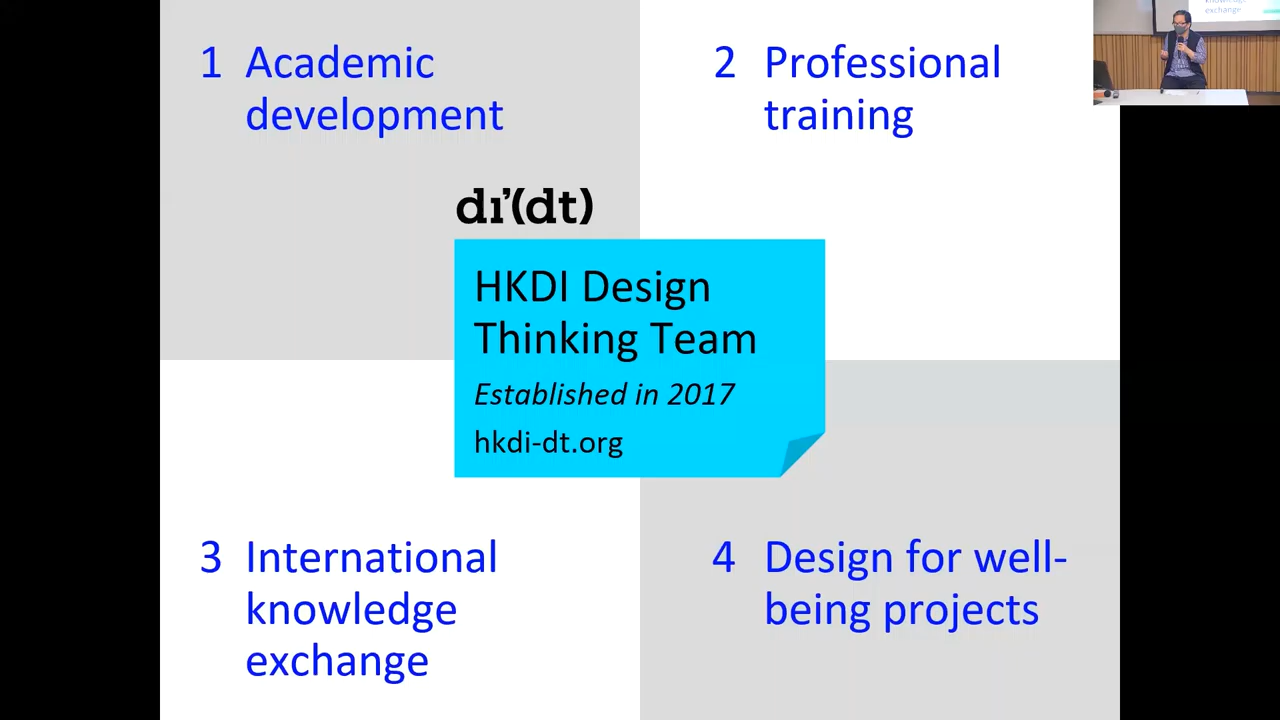 1 Academic
development
2 Professional
training
dı’(dt)
HKDI Design
Thinking Team
Established in 2017
hkdi-dt.org
3 International
knowledge
exchange
4 Design for well-
being projects
exchange